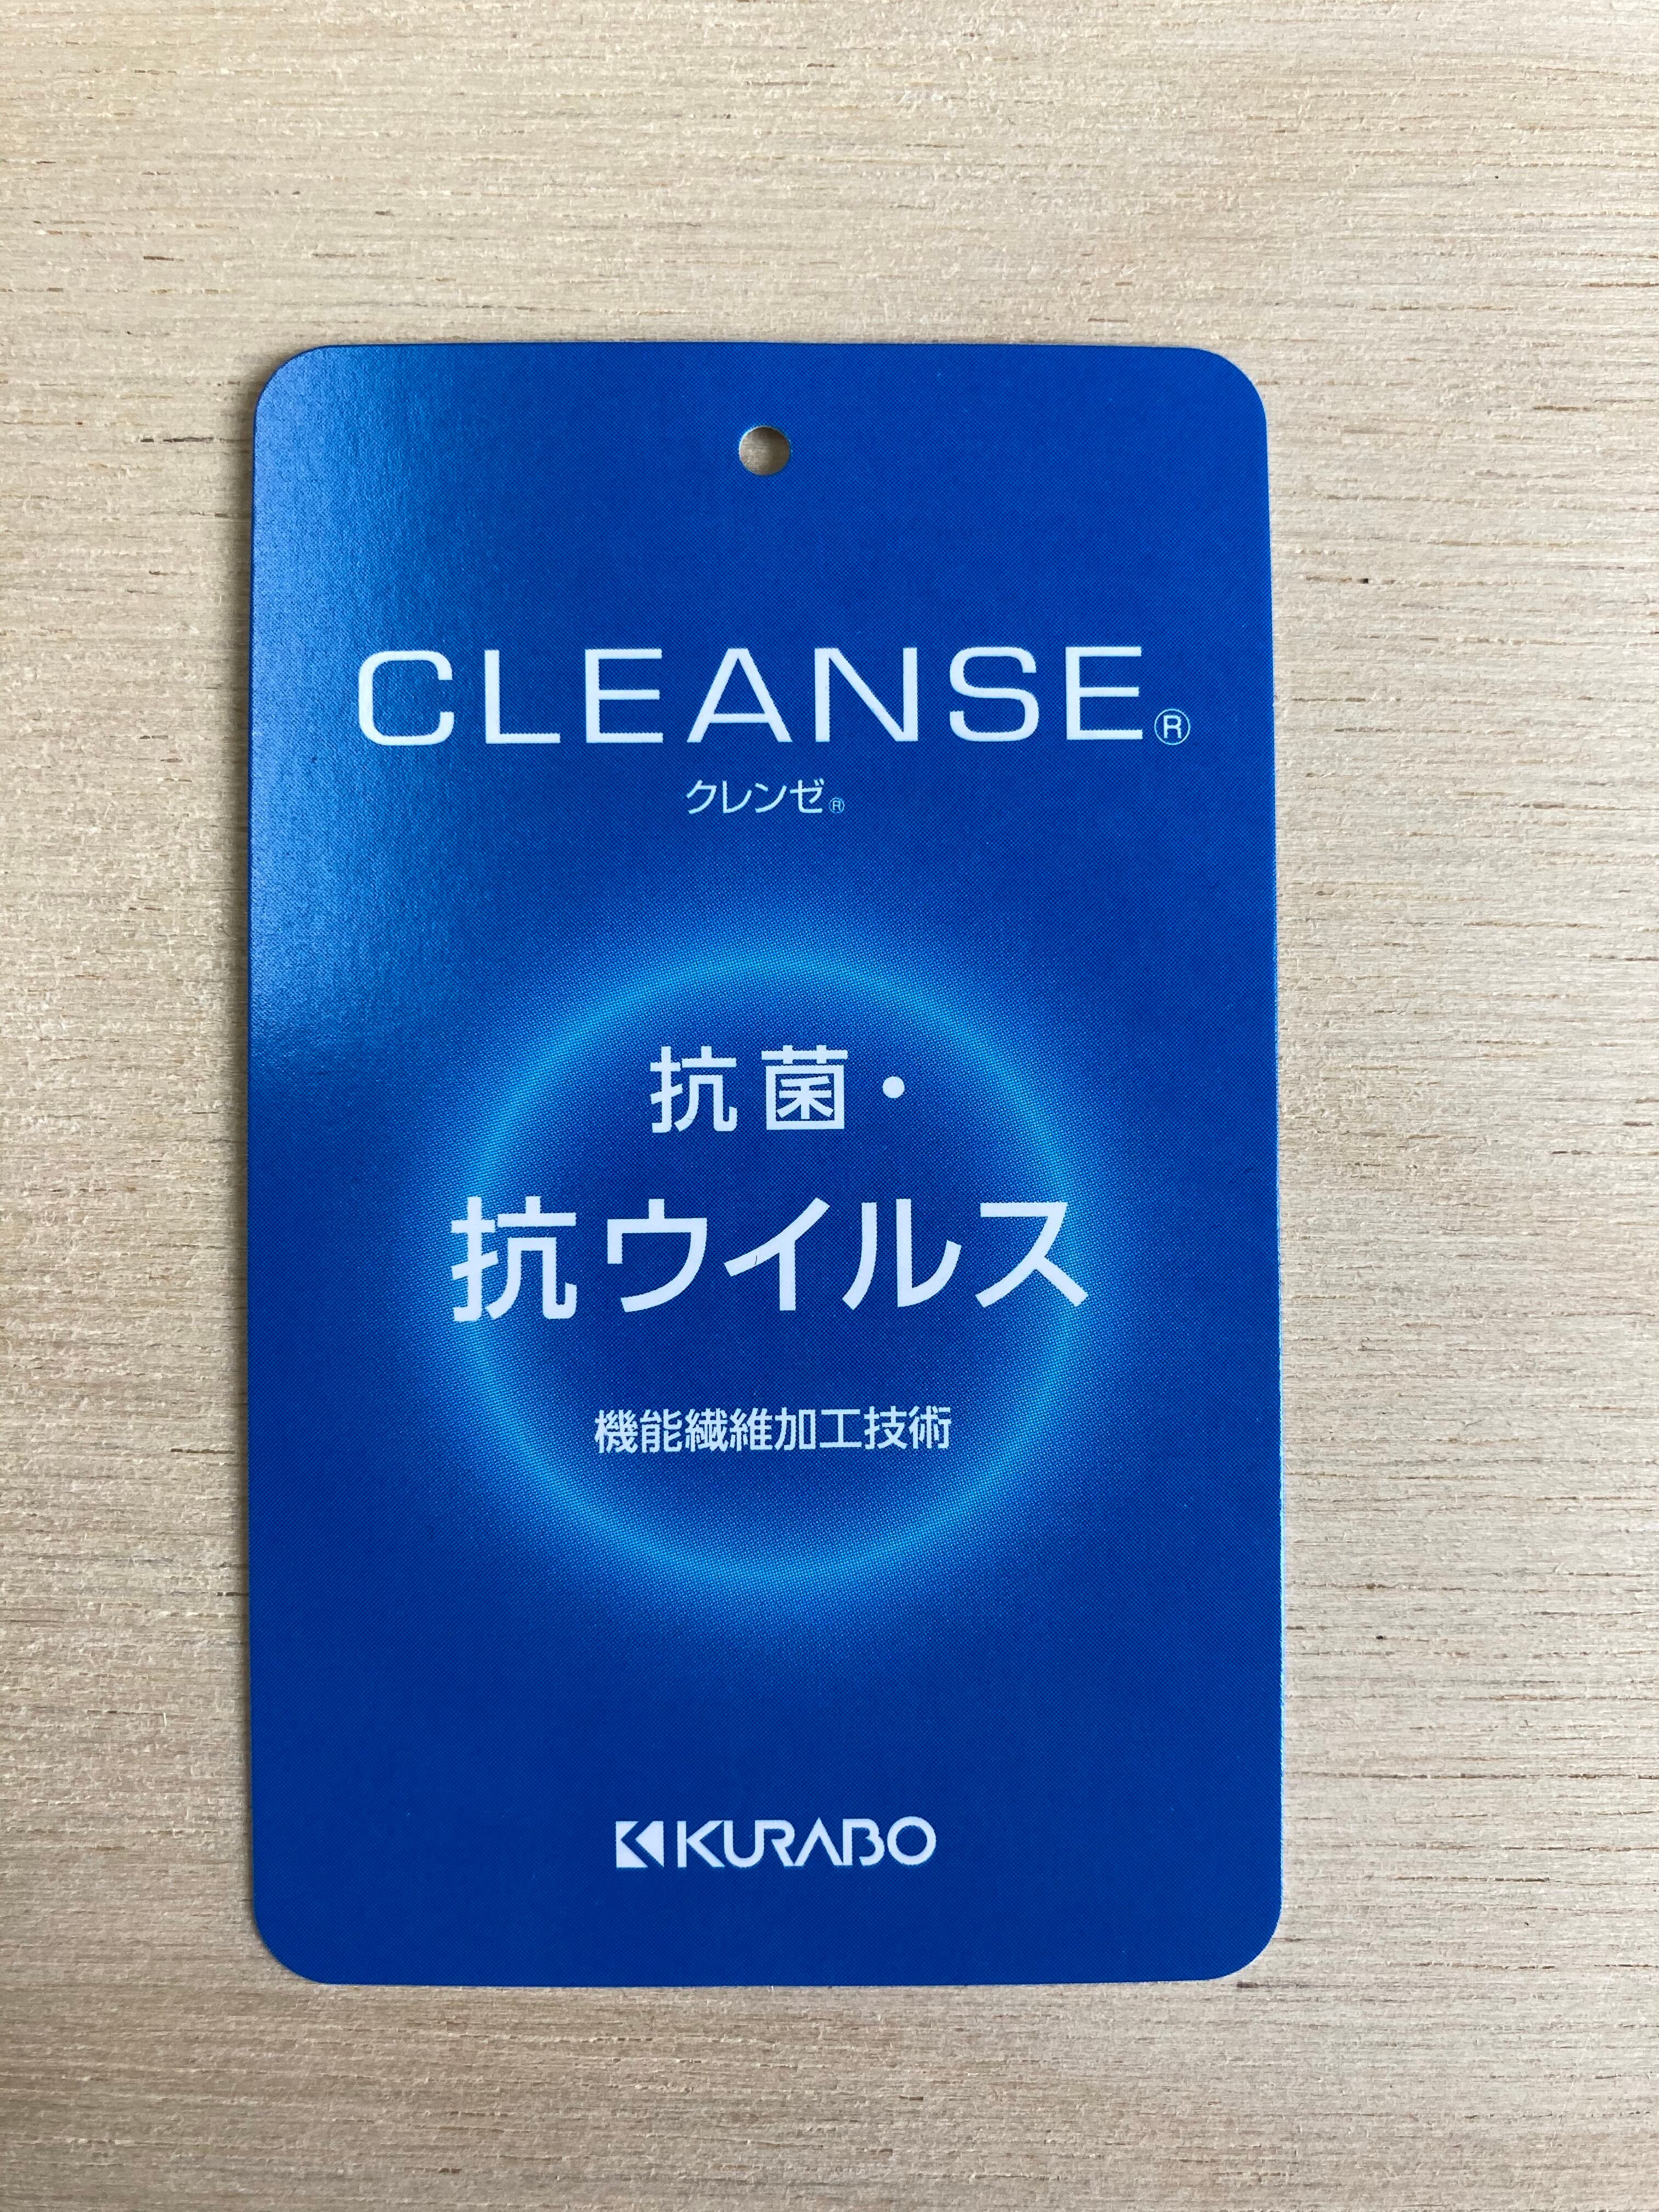 CLEANSE®
クレンゼ®
抗菌・
抗ウイルス
機能繊維加工技術
KURABO